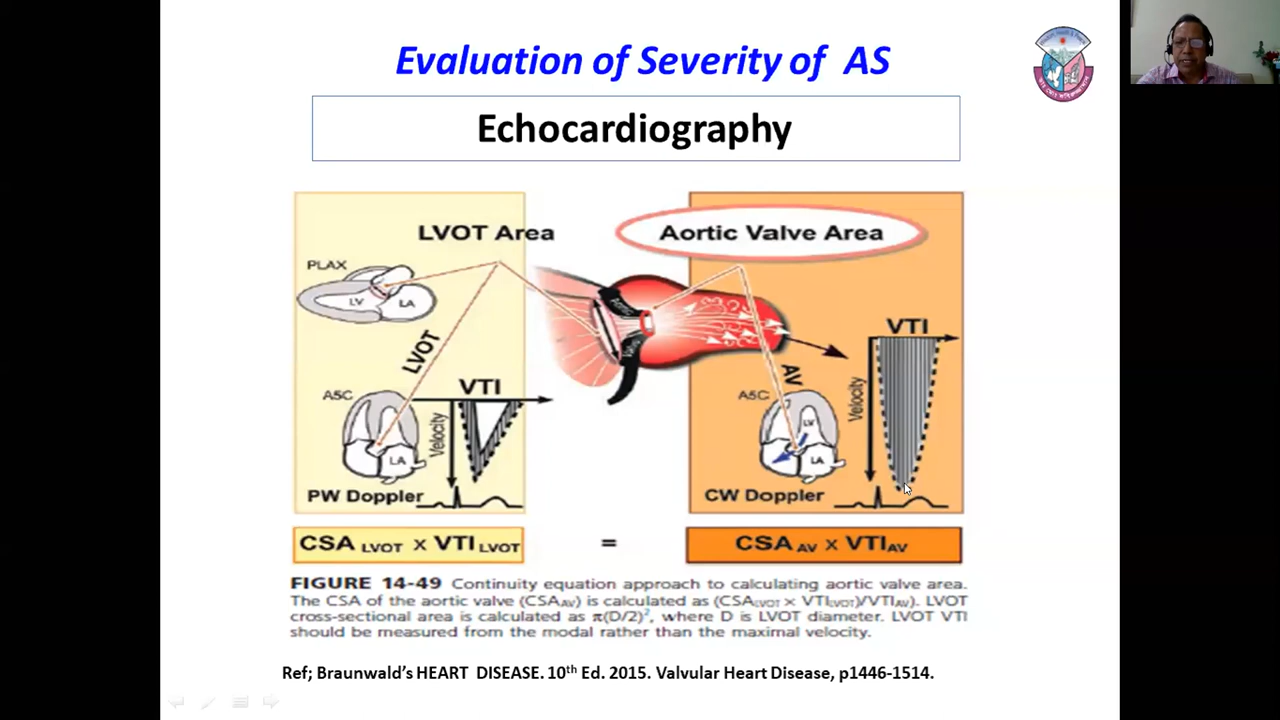 Evaluation of Severity of AS
Echocardiography
LVOT Area
Aortic Valve Area
PLAX
LV
LA
LVOT
VTI
A5C
Velocity
LA
PW Doppler
VTI
AV
A5C
Velocity
LV
LA
CW Doppler
CSA LVOT x VTI LVOT
=
CSA AV x VTI AV
FIGURE 14-49 Continuity equation approach to calculating aortic valve area.
The CSA of the aortic valve (CSAAV) is calculated as (CSALVOT × VTILVOT)/VTIAV). LVOT
cross-sectional area is calculated as π(D/2)², where D is LVOT diameter. LVOT VTI
should be measured from the modal rather than the maximal velocity.
Ref; Braunwald's HEART DISEASE. 10th Ed. 2015. Valvular Heart Disease, p1446-1514.